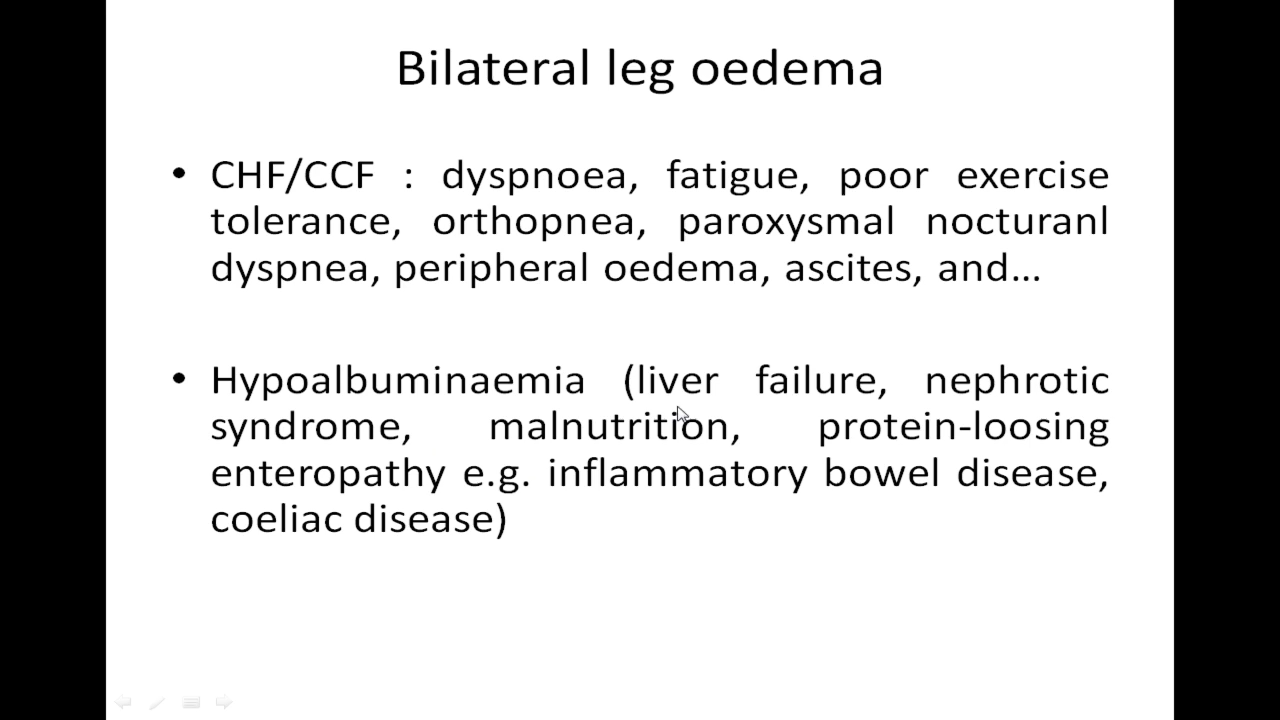 Bilateral leg oedema
• CHF/CCF : dyspnoea, fatigue, poor exercise
tolerance, orthopnea, paroxysmal nocturanl
dyspnea, peripheral oedema, ascites, and...
• Hypoalbuminaemia (liver failure, nephrotic
syndrome, malnutrition, protein-loosing
enteropathy e.g. inflammatory bowel disease,
coeliac disease)